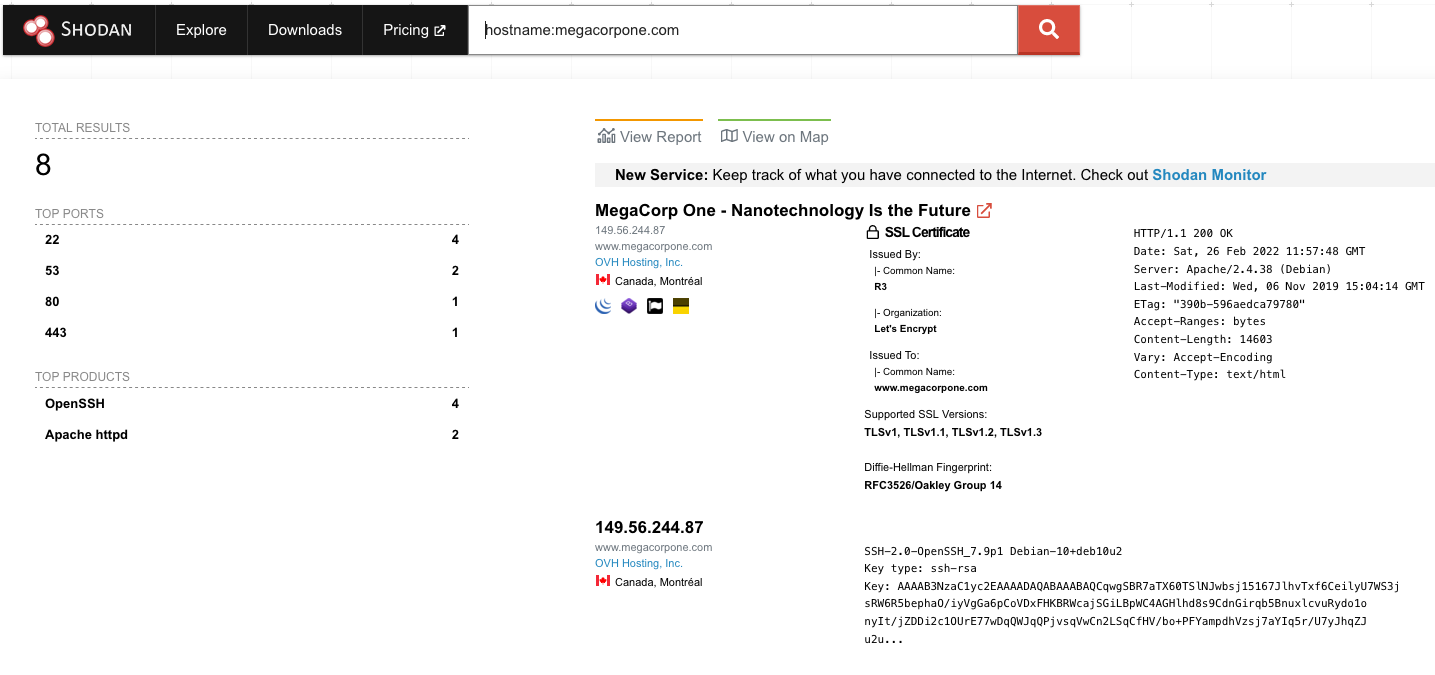 SHODAN Explore Downloads Pricing hostname:megacorpone.com
TOTAL RESULTS
8
TOP PORTS
22 4
53 2
80 1
443 1
TOP PRODUCTS
OpenSSH 4
Apache httpd 2
View Report View on Map
New Service: Keep track of what you have connected to the Internet. Check out Shodan Monitor
MegaCorp One - Nanotechnology Is the Future
149.56.244.87
www.megacorpone.com
OVH Hosting, Inc.
Canada, Montréal
SSL Certificate
Issued By:
|- Common Name:
R3
|- Organization:
Let's Encrypt
Issued To:
|- Common Name:
www.megacorpone.com
Supported SSL Versions:
TLSv1, TLSv1.1, TLSv1.2, TLSv1.3
Diffie-Hellman Fingerprint:
RFC3526/Oakley Group 14
HTTP/1.1 200 OK
Date: Sat, 26 Feb 2022 11:57:48 GMT
Server: Apache/2.4.38 (Debian)
Last-Modified: Wed, 06 Nov 2019 15:04:14 GMT
ETag: "390b-596aedca79780"
Accept-Ranges: bytes
Content-Length: 14603
Vary: Accept-Encoding
Content-Type: text/html
149.56.244.87
www.megacorpone.com
OVH Hosting, Inc.
Canada, Montréal
SSH-2.0-OpenSSH_7.9p1 Debian-10+deb10u2
Key type: ssh-rsa
Key: AAAAB3NzaC1yc2EAAAADAQABAAABAQCqwgSBR7aTX60TSlNJwbsj15167JlhvTxf6CeilyU7WS3j
sRW6R5bephaO/iyVgGa6pCoVDxFHKBRWcajSGiLBpWC4AGHlhd8s9CdnGirqb5BnuxlcvuRydo1o
nyIt/jZDDi2c1OUrE77wDqQWJqQPjvsqVwCn2LSqCfHV/bo+PFYampdhVzsj7aYIq5r/U7yJhqZJ
u2u...